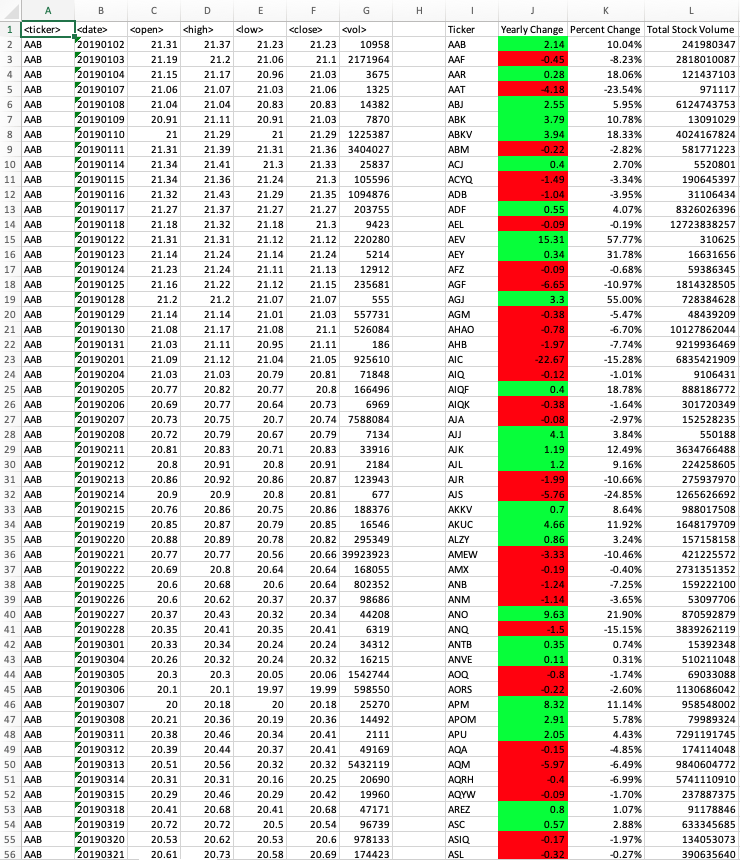 A B C D E F G H I J K L
1 <ticker> <date> <open> <high> <low> <close> <vol> Ticker Yearly Change Percent Change Total Stock Volume
2 AAB 20190102 21.31 21.37 21.23 21.23 10958 AAB 2.14 10.04% 241980347
3 AAB 20190103 21.19 21.2 21.06 21.1 2171964 AAF -0.45 -8.23% 2818010087
4 AAB 20190104 21.15 21.17 20.96 21.03 3675 AAR 0.28 18.06% 121437103
5 AAB 20190107 21.06 21.07 21.03 21.06 1325 AAT -4.18 -23.54% 971117
6 AAB 20190108 21.04 21.04 20.83 20.83 14382 ABJ 2.55 5.95% 6124743753
7 AAB 20190109 20.91 21.11 20.91 21.03 7870 ABK 3.79 10.78% 13091029
8 AAB 20190110 21 21.29 21 21.29 1225387 ABKV 3.94 18.33% 4024167824
9 AAB 20190111 21.31 21.39 21.31 21.36 3404027 ABM -0.22 -2.82% 581771223
10 AAB 20190114 21.34 21.41 21.3 21.33 25837 ACJ 0.4 2.70% 5520801
11 AAB 20190115 21.34 21.36 21.24 21.3 105596 ACYQ -1.49 -3.34% 190645397
12 AAB 20190116 21.32 21.43 21.29 21.35 1094876 ADB -1.04 -3.95% 31106434
13 AAB 20190117 21.27 21.37 21.27 21.27 203755 ADF 0.55 4.07% 8326026396
14 AAB 20190118 21.18 21.32 21.18 21.3 9423 AEL -0.09 -0.19% 12723838257
15 AAB 20190122 21.31 21.31 21.12 21.12 220280 AEV 15.31 57.77% 310625
16 AAB 20190123 21.14 21.24 21.14 21.24 5214 AEY 0.34 31.78% 16631656
17 AAB 20190124 21.23 21.24 21.11 21.13 12912 AFZ -0.09 -0.68% 59386345
18 AAB 20190125 21.16 21.22 21.12 21.15 235681 AGF -6.65 -10.97% 1814328505
19 AAB 20190128 21.2 21.2 21.07 21.07 555 AGJ 3.3 55.00% 728384628
20 AAB 20190129 21.14 21.14 21.01 21.03 557731 AGM -0.38 -5.47% 48439209
21 AAB 20190130 21.08 21.17 21.08 21.1 526084 AHAO -0.78 -6.70% 10127862044
22 AAB 20190131 21.03 21.11 20.95 21.11 186 AHB -1.97 -7.74% 9219936469
23 AAB 20190201 21.09 21.12 21.04 21.05 925610 AIC -22.67 -15.28% 6835421909
24 AAB 20190204 21.03 21.03 20.79 20.81 71848 AIQ -0.12 -1.01% 9106431
25 AAB 20190205 20.77 20.82 20.77 20.8 166496 AIQF 0.4 18.78% 888186772
26 AAB 20190206 20.69 20.77 20.64 20.73 6969 AIQK -0.38 -1.64% 301720349
27 AAB 20190207 20.73 20.75 20.7 20.74 7588084 AJA -0.08 -2.97% 152528235
28 AAB 20190208 20.72 20.79 20.67 20.79 7134 AJJ 4.1 3.84% 550188
29 AAB 20190211 20.81 20.83 20.71 20.83 33916 AJK 1.19 12.49% 3634766488
30 AAB 20190212 20.8 20.91 20.8 20.91 2184 AJL 1.2 9.16% 224258605
31 AAB 20190213 20.86 20.92 20.86 20.87 123943 AJR -1.99 -10.66% 275937970
32 AAB 20190214 20.9 20.9 20.8 20.81 677 AJS -5.76 -24.85% 1265626692
33 AAB 20190215 20.76 20.86 20.75 20.86 188376 AKKV 0.7 8.64% 988017508
34 AAB 20190219 20.85 20.87 20.79 20.85 16546 AKUC 4.66 11.92% 1648179709
35 AAB 20190220 20.88 20.89 20.78 20.82 295349 ALZY 0.86 3.24% 157158158
36 AAB 20190221 20.77 20.77 20.56 20.66 39923923 AMEW -3.33 -10.46% 421225572
37 AAB 20190222 20.69 20.8 20.64 20.64 168055 AMX -0.19 -0.40% 2731351352
38 AAB 20190225 20.6 20.68 20.6 20.64 802352 ANB -1.24 -7.25% 159222100
39 AAB 20190226 20.6 20.62 20.37 20.37 98686 ANM -1.14 -3.65% 53097706
40 AAB 20190227 20.37 20.43 20.32 20.34 44208 ANO 9.63 21.90% 870592879
41 AAB 20190228 20.35 20.41 20.35 20.41 6319 ANQ -1.5 -15.15% 3839262119
42 AAB 20190301 20.33 20.34 20.24 20.24 34312 ANTB 0.35 0.74% 15392348
43 AAB 20190304 20.26 20.32 20.24 20.32 16215 ANVE 0.11 0.31% 510211048
44 AAB 20190305 20.3 20.3 20.05 20.06 1542744 AOQ -0.8 -1.74% 69033088
45 AAB 20190306 20.1 20.1 19.97 19.99 598550 AORS -0.22 -2.60% 1130686042
46 AAB 20190307 20 20.18 20 20.18 25270 APM 8.32 11.14% 958548002
47 AAB 20190308 20.21 20.36 20.19 20.36 14492 APOM 2.91 5.78% 79989324
48 AAB 20190311 20.38 20.46 20.34 20.41 2111 APU 2.05 4.43% 7291191745
49 AAB 20190312 20.39 20.44 20.37 20.41 49169 AQA -0.15 -4.85% 174114048
50 AAB 20190313 20.51 20.56 20.32 20.32 5432119 AQM -5.97 -6.49% 9840604772
51 AAB 20190314 20.31 20.31 20.16 20.25 20690 AQRH -0.4 -6.99% 5741110910
52 AAB 20190315 20.29 20.46 20.29 20.42 19960 AQYW -0.09 -1.70% 237887375
53 AAB 20190318 20.41 20.68 20.41 20.68 47171 AREZ 0.8 1.07% 91178846
54 AAB 20190319 20.72 20.72 20.5 20.54 96739 ASC 0.57 2.88% 633345685
55 AAB 20190320 20.53 20.62 20.53 20.6 978133 ASIQ -0.17 -1.97% 134053073
56 AAB 20190321 20.61 20.73 20.58 20.69 174423 ASL -0.32 -0.27% 390635640